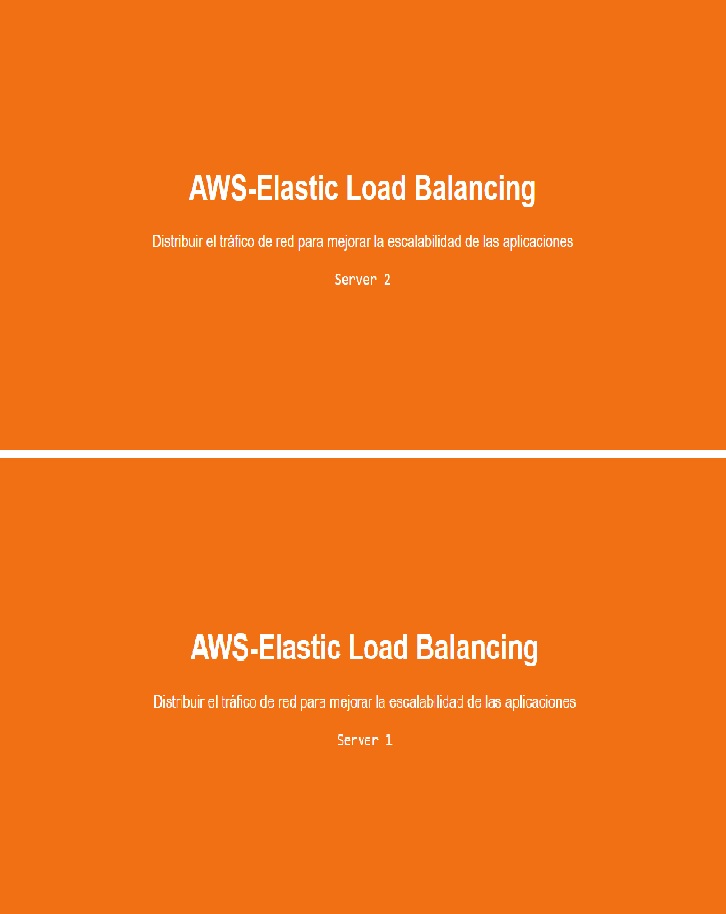 AWS-Elastic Load Balancing
Distribuir el tráfico de red para mejorar la escalabilidad de las aplicaciones
Server 2
AWS-Elastic Load Balancing
Distribuir el tráfico de red para mejorar la escalabilidad de las aplicaciones
Server 1